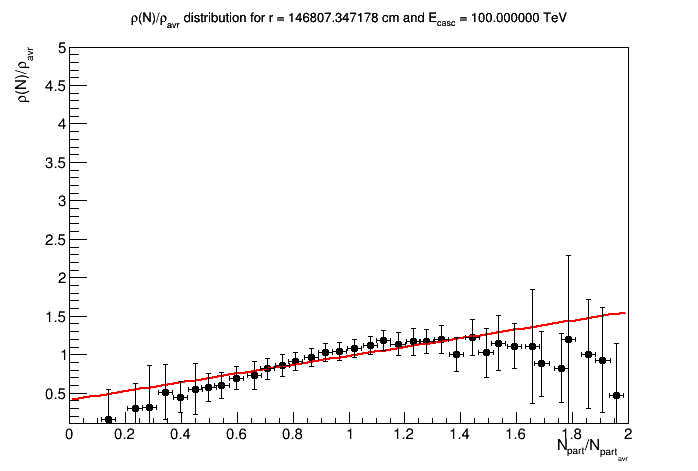 ρ(N)/ρavr distribution for r = 146807.347178 cm and Ecasc = 100.000000 TeV
ρ(N)/ρavr
5
4.5
4
3.5
3
2.5
2
1.5
1
0.5
0 0.2 0.4 0.6 0.8 1 1.2 1.4 1.6 1.8 2
Npart/Npartavr